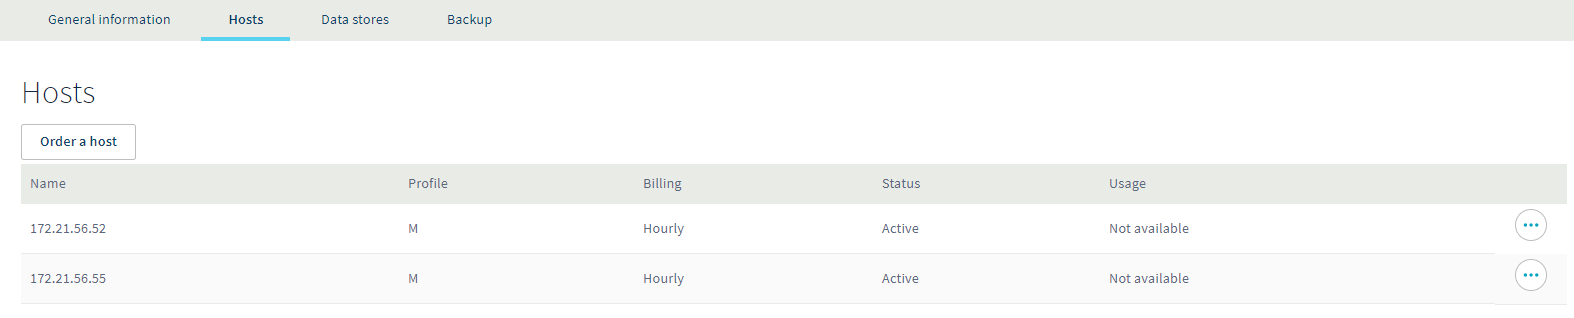 General information Hosts Data stores Backup
Hosts
Order a host
Name Profile Billing Status Usage
172.21.56.52 M Hourly Active Not available
172.21.56.55 M Hourly Active Not available